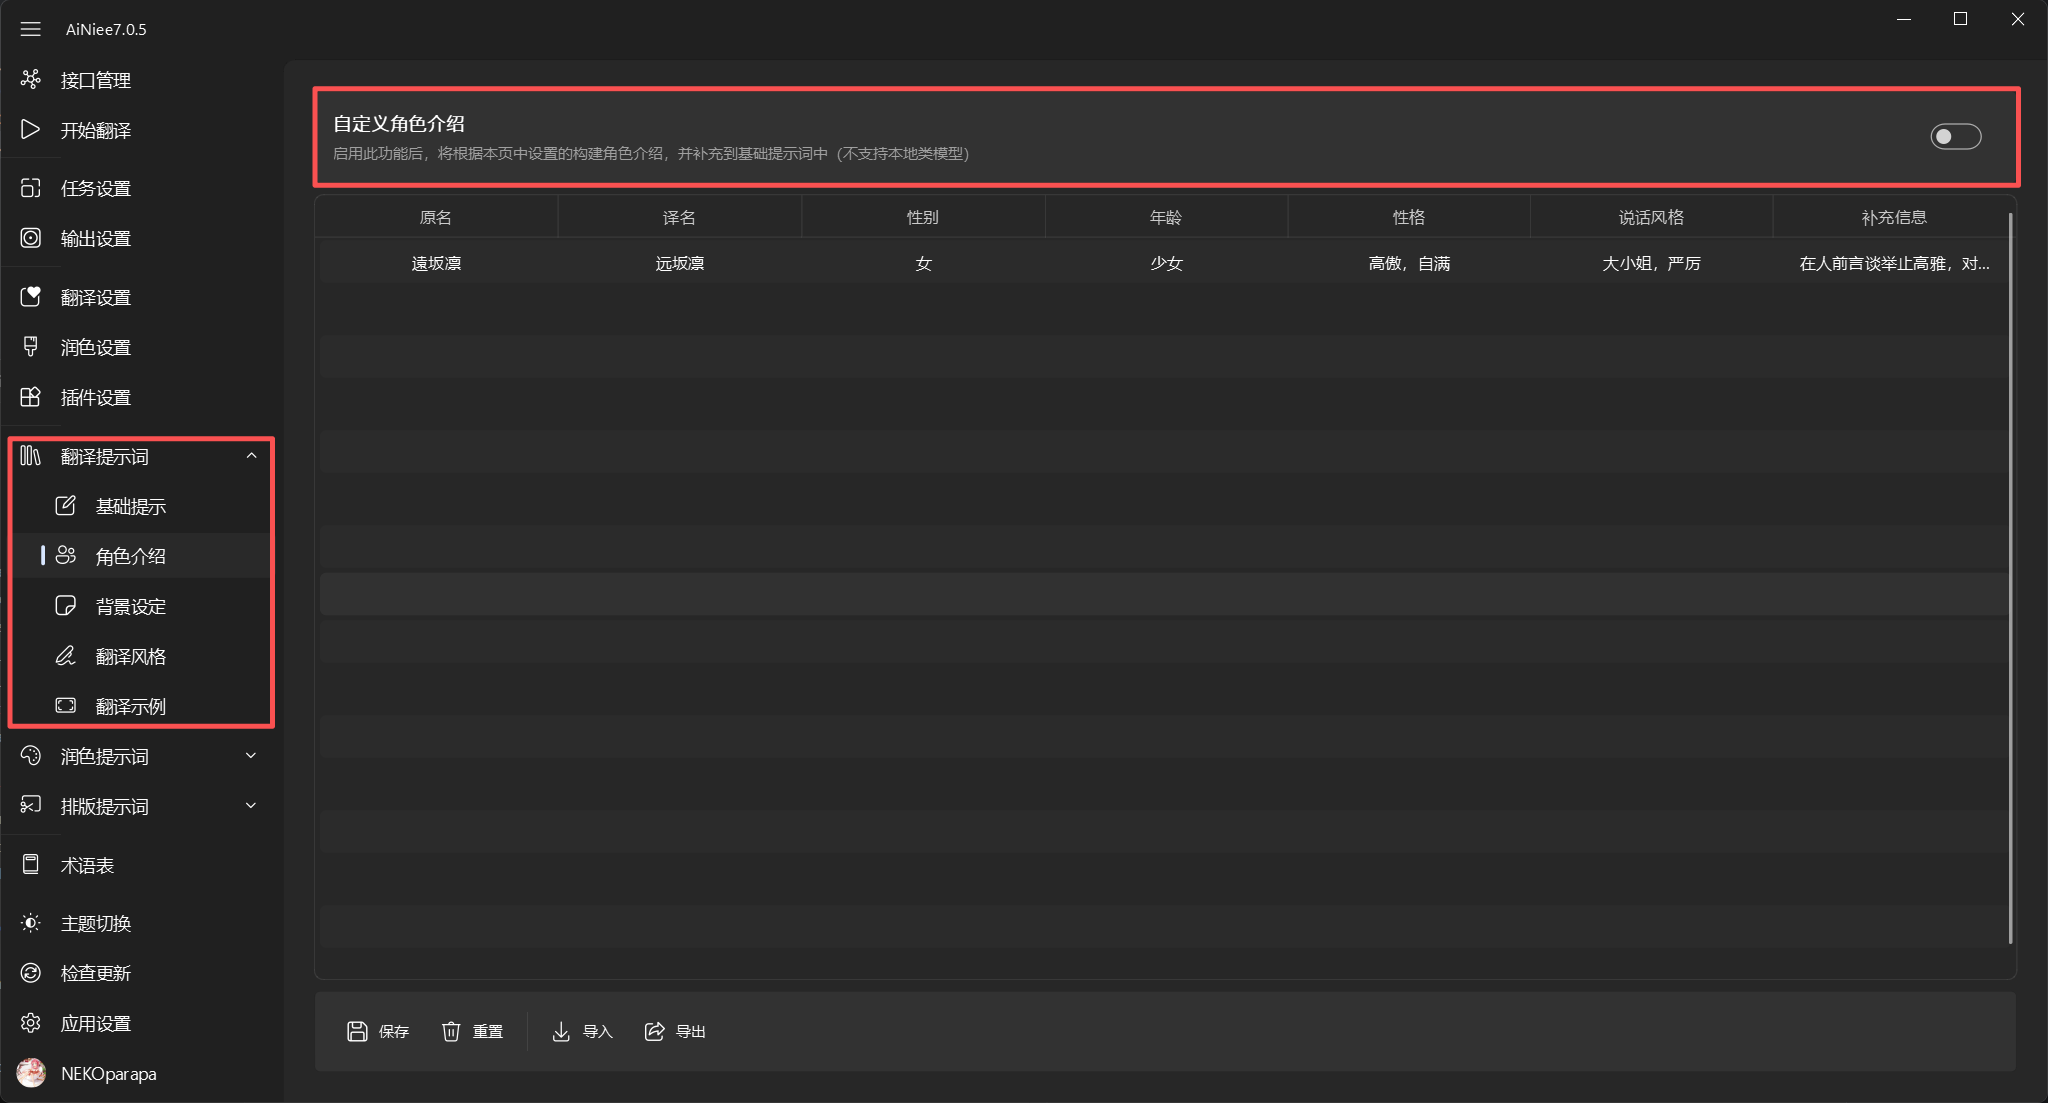 AiNiee7.0.5
接口管理
开始翻译
任务设置
输出设置
翻译设置
润色设置
插件设置
翻译提示词
基础提示
角色介绍
背景设定
翻译风格
翻译示例
润色提示词
排版提示词
术语表
主题切换
检查更新
应用设置
NEKOparapa
自定义角色介绍
启用此功能后，将根据本页中设置的构建角色介绍，并补充到基础提示词中（不支持本地类模型）
原名 译名 性别 年龄 性格 说话风格 补充信息
遠坂凛 远坂凛 女 少女 高傲，自满 大小姐，严厉 在人前言谈举止高雅，对...
保存 重置 导入 导出